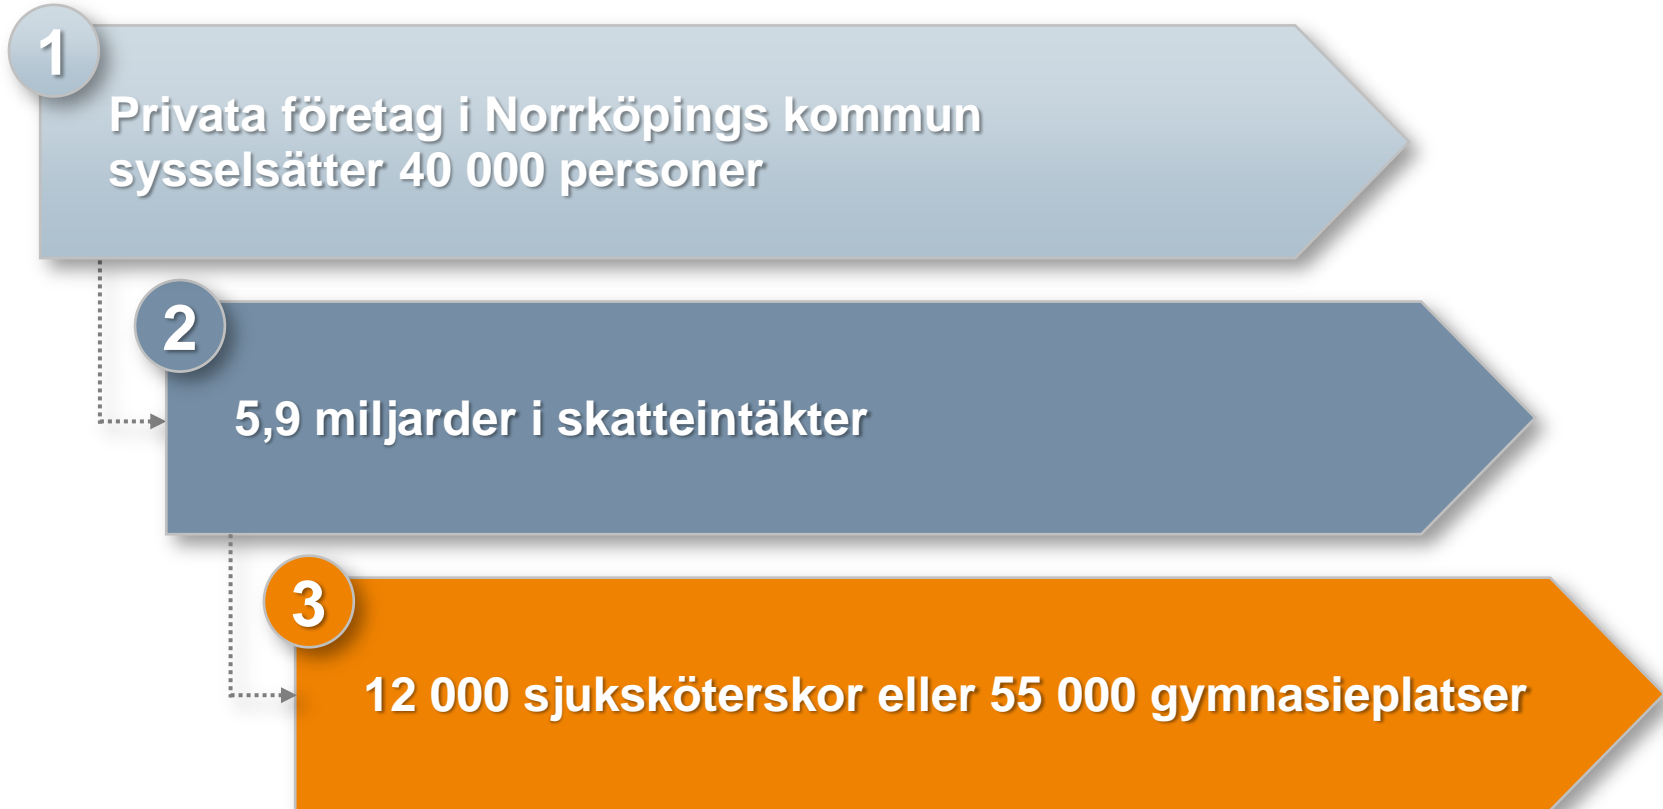 1
Privata företag i Norrköpings kommun
sysselsätter 40 000 personer
2
5,9 miljarder i skatteintäkter
3
12 000 sjuksköterskor eller 55 000 gymnasieplatser